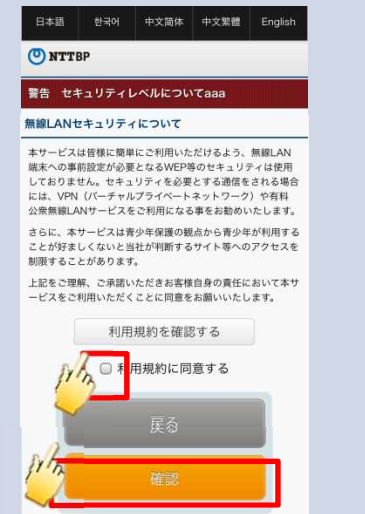 日本語 한국어 中文简体 中文繁體 English
NTTBP
警告 セキュリティレベルについてaaa
無線LANセキュリティについて
本サービスは皆様に簡単にご利用いただけるよう、無線LAN
端末への事前設定が必要となるWEP等のセキュリティは使用
しておりません。セキュリティを必要とする通信をされる場合
には、VPN（バーチャルプライベートネットワーク）や有料
公衆無線LANサービスをご利用になる事をお勧めいたします。
さらに、本サービスは青少年保護の観点から青少年が利用する
ことが好ましくないと当社が判断するサイト等へのアクセスを
制限することがあります。
上記をご理解、ご承諾いただきお客様自身の責任において本サ
ービスをご利用いただくことに同意をお願いいたします。
利用規約を確認する
利用規約に同意する
戻る
確認